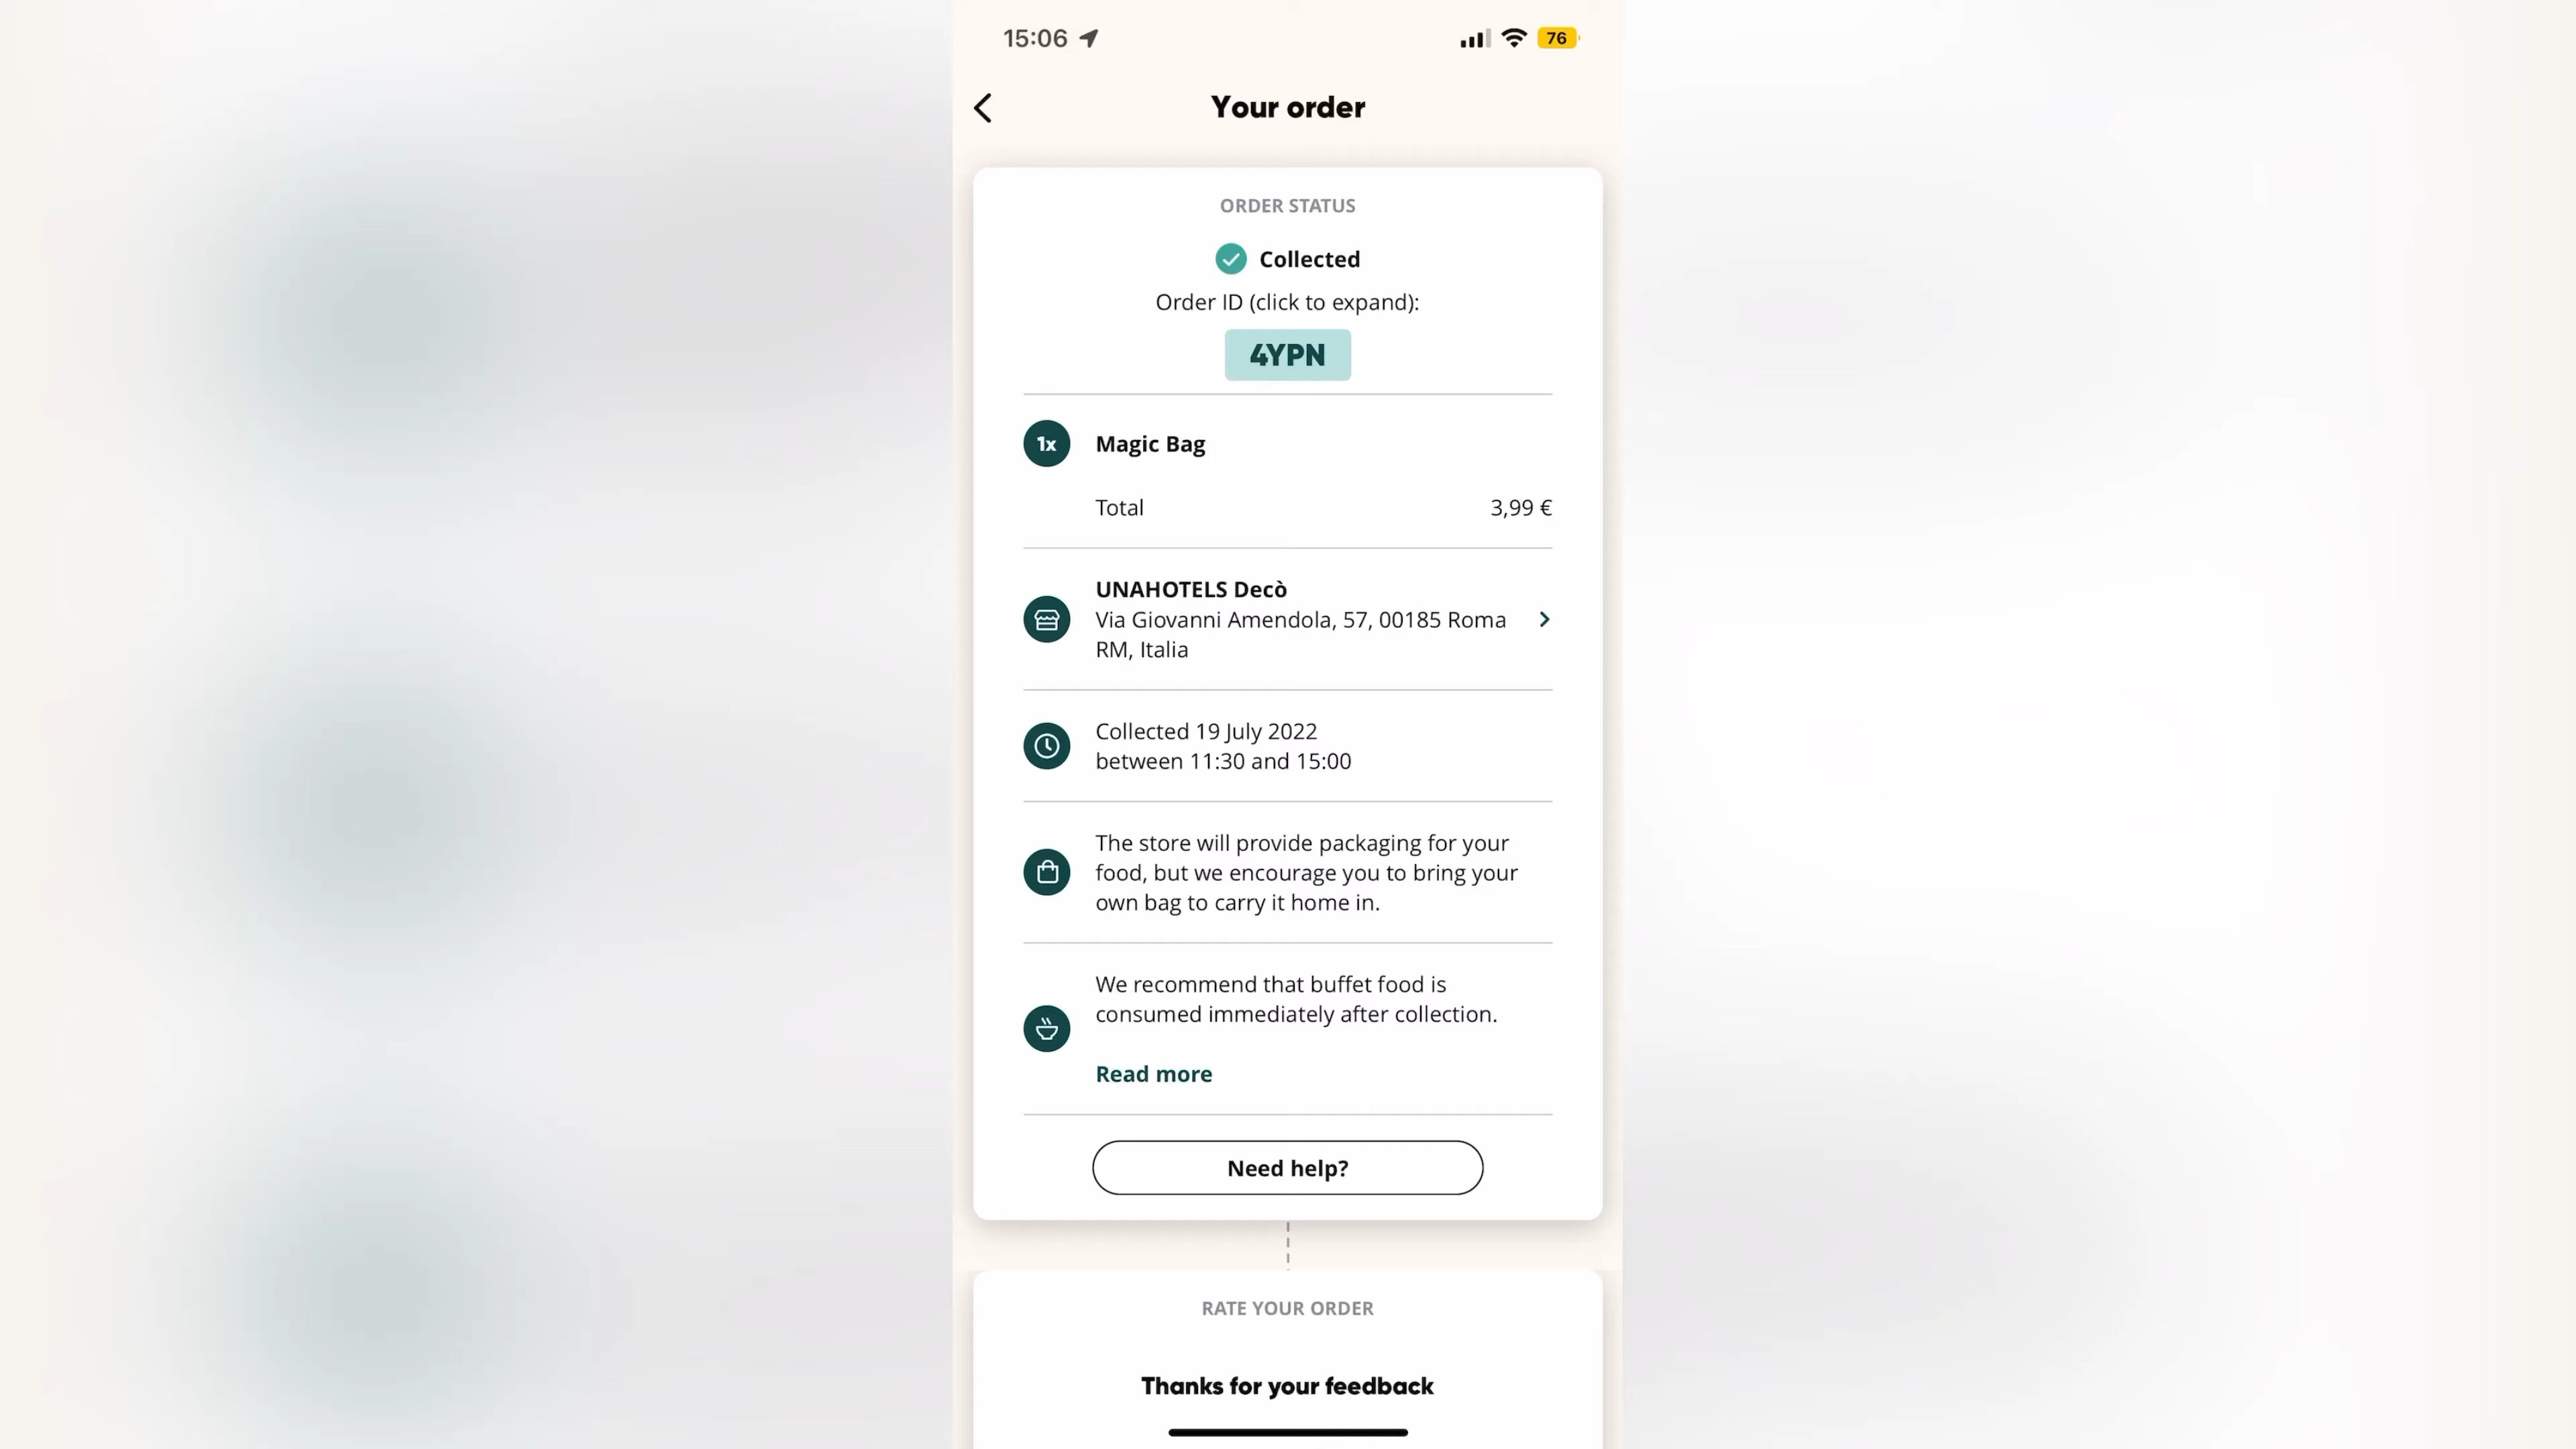 15:06
76
Your order
ORDER STATUS
Collected
Order ID (click to expand):
4YPN
1x Magic Bag
Total 3,99 €
UNAHOTELS Decò
Via Giovanni Amendola, 57, 00185 Roma
RM, Italia
Collected 19 July 2022
between 11:30 and 15:00
The store will provide packaging for your
food, but we encourage you to bring your
own bag to carry it home in.
We recommend that buffet food is
consumed immediately after collection.
Read more
Need help?
RATE YOUR ORDER
Thanks for your feedback